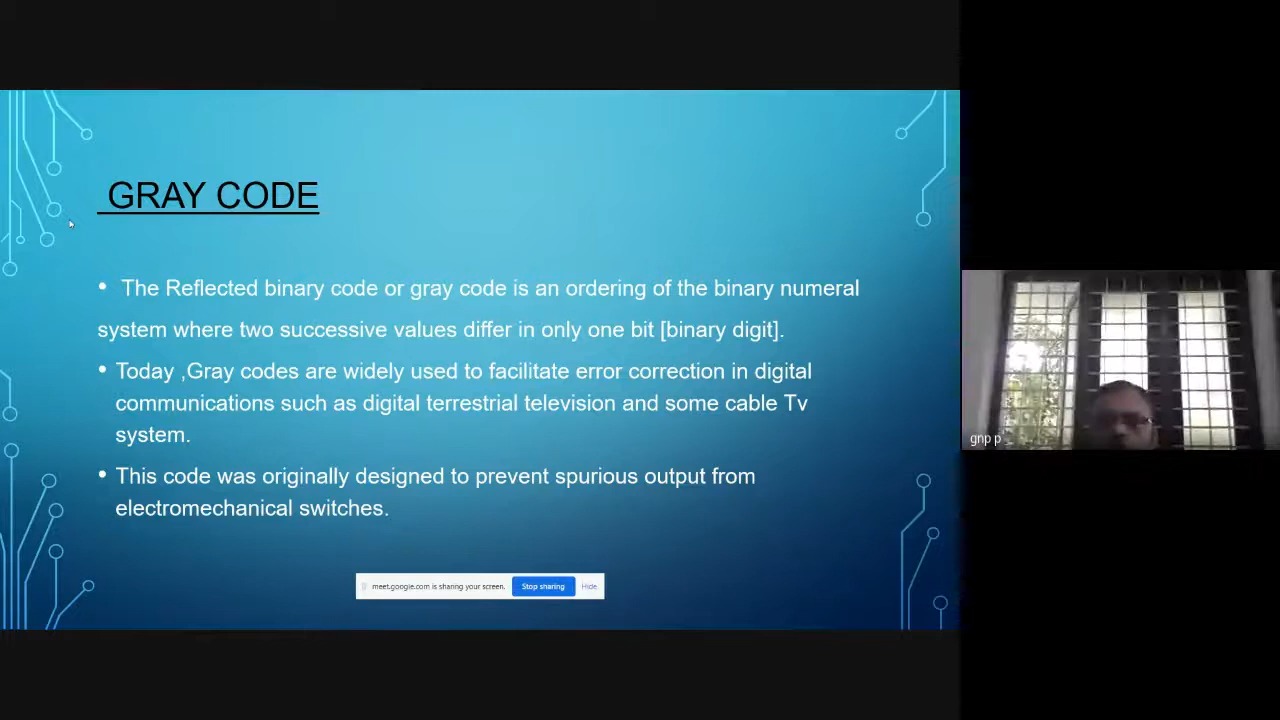 GRAY CODE
• The Reflected binary code or gray code is an ordering of the binary numeral
system where two successive values differ in only one bit [binary digit].
• Today ,Gray codes are widely used to facilitate error correction in digital
communications such as digital terrestrial television and some cable Tv
system.
• This code was originally designed to prevent spurious output from
electromechanical switches.
meet.google.com is sharing your screen. Stop sharing Hide
gnp p